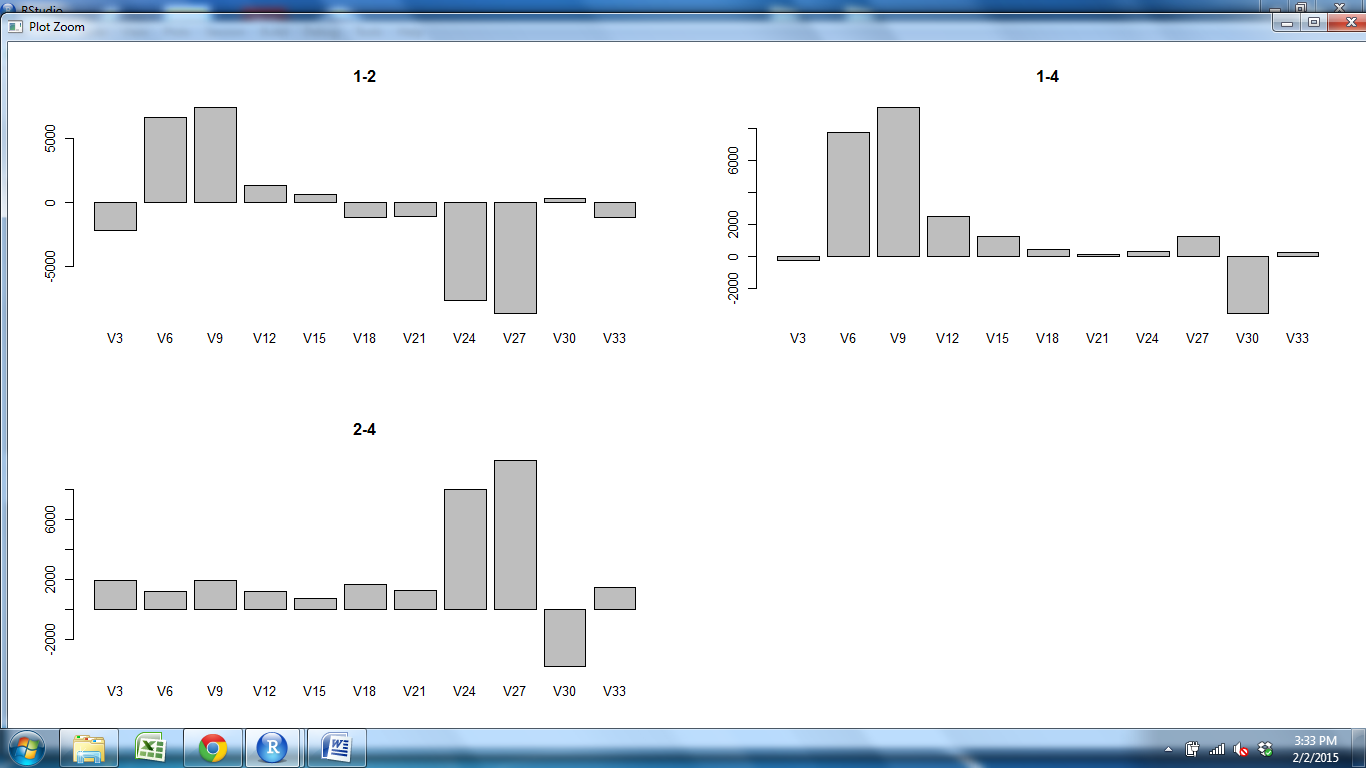 RStudio
Plot Zoom
1-2
5000
0
-5000
V3 V6 V9 V12 V15 V18 V21 V24 V27 V30 V33
1-4
6000
2000
0
-2000
V3 V6 V9 V12 V15 V18 V21 V24 V27 V30 V33
2-4
6000
2000
-2000
V3 V6 V9 V12 V15 V18 V21 V24 V27 V30 V33
R
W
3:33 PM
2/2/2015